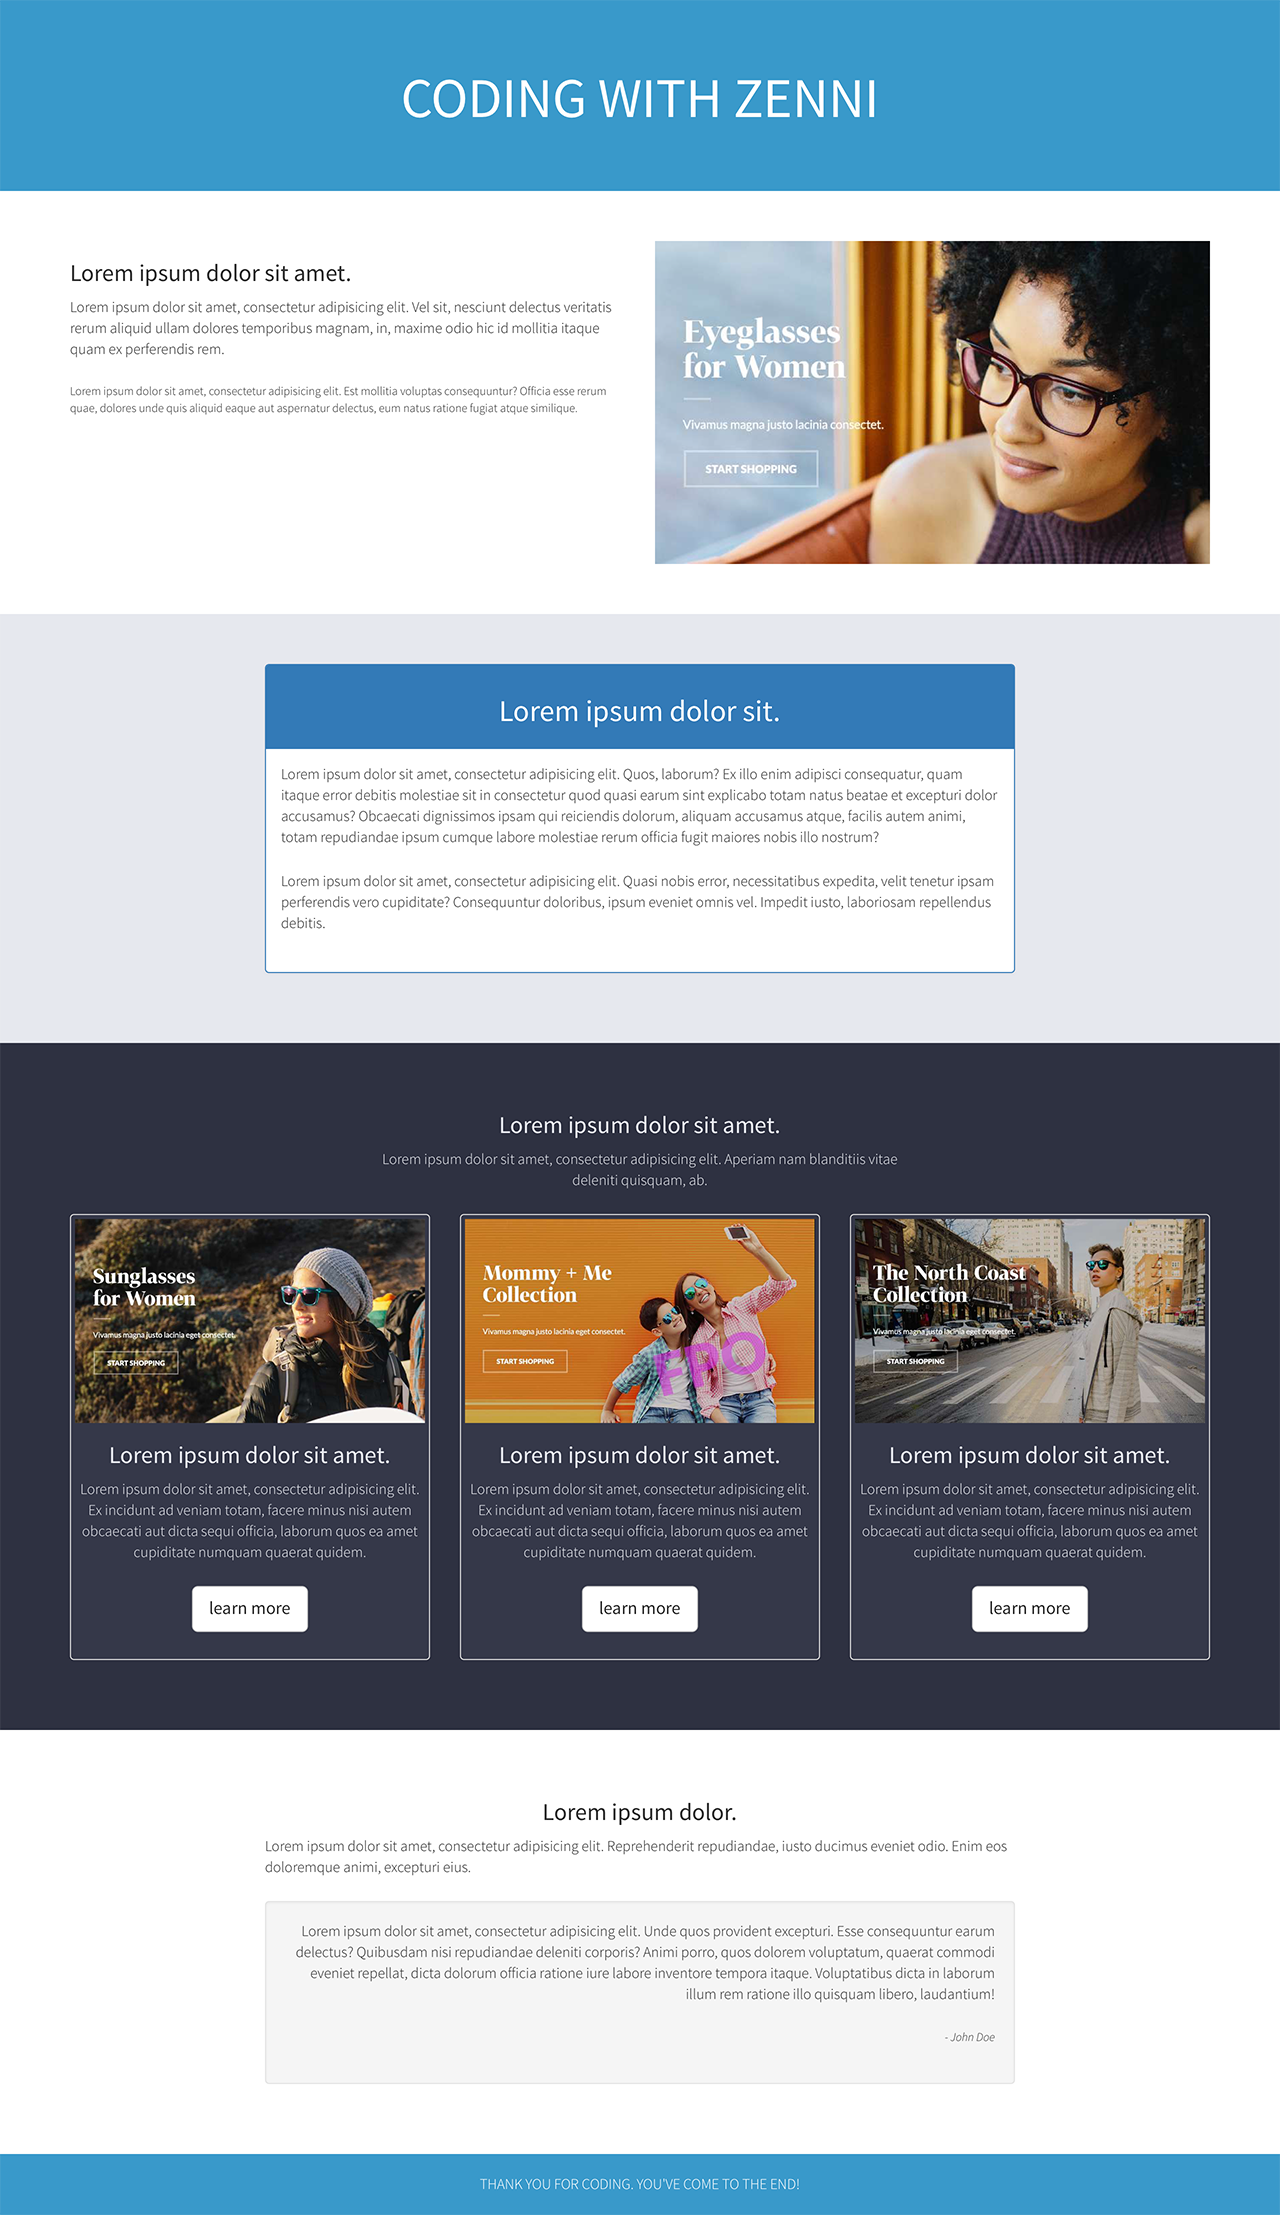 CODING WITH ZENNI
Lorem ipsum dolor sit amet.
Lorem ipsum dolor sit amet, consectetur adipisicing elit. Vel sit, nesciunt delectus veritatis
rerum aliquid ullam dolores temporibus magnam, in, maxime odio hic id mollitia itaque
quam ex perferendis rem.
Lorem ipsum dolor sit amet, consectetur adipisicing elit. Est mollitia voluptas consequuntur? Officia esse rerum
quae, dolores unde quis aliquid eaque aut aspernatur delectus, eum natus ratione fugiat atque similique.
Eyeglasses
for Women
Vivamus magna justo lacinia consectet.
START SHOPPING
Lorem ipsum dolor sit.
Lorem ipsum dolor sit amet, consectetur adipisicing elit. Quos, laborum? Ex illo enim adipisci consequatur, quam
itaque error debitis molestiae sit in consectetur quod quasi earum sint explicabo totam natus beatae et excepturi dolor
accusamus? Obcaecati dignissimos ipsam qui reiciendis dolorum, aliquam accusamus atque, facilis autem animi,
totam repudiandae ipsum cumque labore molestiae rerum officia fugit maiores nobis illo nostrum?
Lorem ipsum dolor sit amet, consectetur adipisicing elit. Quasi nobis error, necessitatibus expedita, velit tenetur ipsam
perferendis vero cupiditate? Consequuntur doloribus, ipsum eveniet omnis vel. Impedit iusto, laboriosam repellendus
debitis.
Lorem ipsum dolor sit amet.
Lorem ipsum dolor sit amet, consectetur adipisicing elit. Aperiam nam blanditiis vitae
deleniti quisquam, ab.
Sunglasses
for Women
Vivamus magna justo lacinia eget consectet.
START SHOPPING
Lorem ipsum dolor sit amet.
Lorem ipsum dolor sit amet, consectetur adipisicing elit.
Ex incidunt ad veniam totam, facere minus nisi autem
obcaecati aut dicta sequi officia, laborum quos ea amet
cupiditate numquam quaerat quidem.
learn more
Mommy + Me
Collection
Vivamus magna justo lacinia eget consectet.
START SHOPPING
FPO
Lorem ipsum dolor sit amet.
Lorem ipsum dolor sit amet, consectetur adipisicing elit.
Ex incidunt ad veniam totam, facere minus nisi autem
obcaecati aut dicta sequi officia, laborum quos ea amet
cupiditate numquam quaerat quidem.
learn more
The North Coast
Collection
Vivamus magna justo lacinia eget consectet.
START SHOPPING
Lorem ipsum dolor sit amet.
Lorem ipsum dolor sit amet, consectetur adipisicing elit.
Ex incidunt ad veniam totam, facere minus nisi autem
obcaecati aut dicta sequi officia, laborum quos ea amet
cupiditate numquam quaerat quidem.
learn more
Lorem ipsum dolor.
Lorem ipsum dolor sit amet, consectetur adipisicing elit. Reprehenderit repudiandae, iusto ducimus eveniet odio. Enim eos
doloremque animi, excepturi eius.
Lorem ipsum dolor sit amet, consectetur adipisicing elit. Unde quos provident excepturi. Esse consequuntur earum
delectus? Quibusdam nisi repudiandae deleniti corporis? Animi porro, quos dolorem voluptatum, quaerat commodi
eveniet repellat, dicta dolorum officia ratione iure labore inventore tempora itaque. Voluptatibus dicta in laborum
illum rem ratione illo quisquam libero, laudantium!
- John Doe
THANK YOU FOR CODING. YOU'VE COME TO THE END!